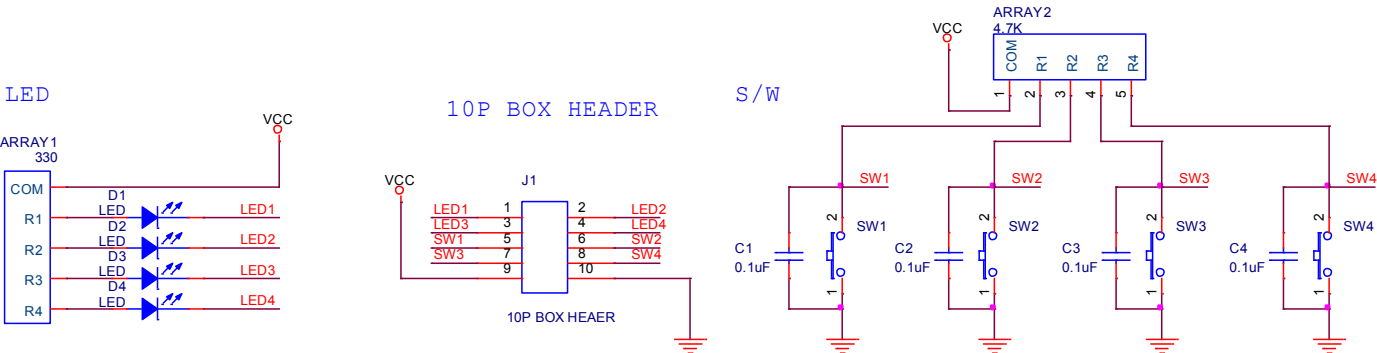 LED
VCC
ARRAY1
330
COM
R1
R2
R3
R4
D1
LED
D2
LED
D3
LED
D4
LED
LED1
LED2
LED3
LED4
10P BOX HEADER
VCC
J1
LED1 1 2 LED2
LED3 3 4 LED4
SW1 5 6 SW2
SW3 7 8 SW4
9 10
10P BOX HEAER
S/W
VCC
ARRAY2
4.7K
COM R1 R2 R3 R4
1 2 3 4 5
SW1 SW2 SW3 SW4
2 2 2 2
SW1 SW2 SW3 SW4
C1 C2 C3 C4
0.1uF 0.1uF 0.1uF 0.1uF
1 1 1 1